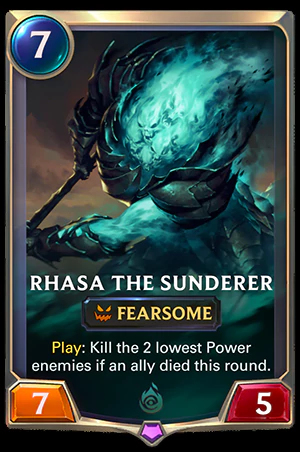 7
RHASA THE SUNDERER
FEARSOME
Play: Kill the 2 lowest Power
enemies if an ally died this round.
7 5